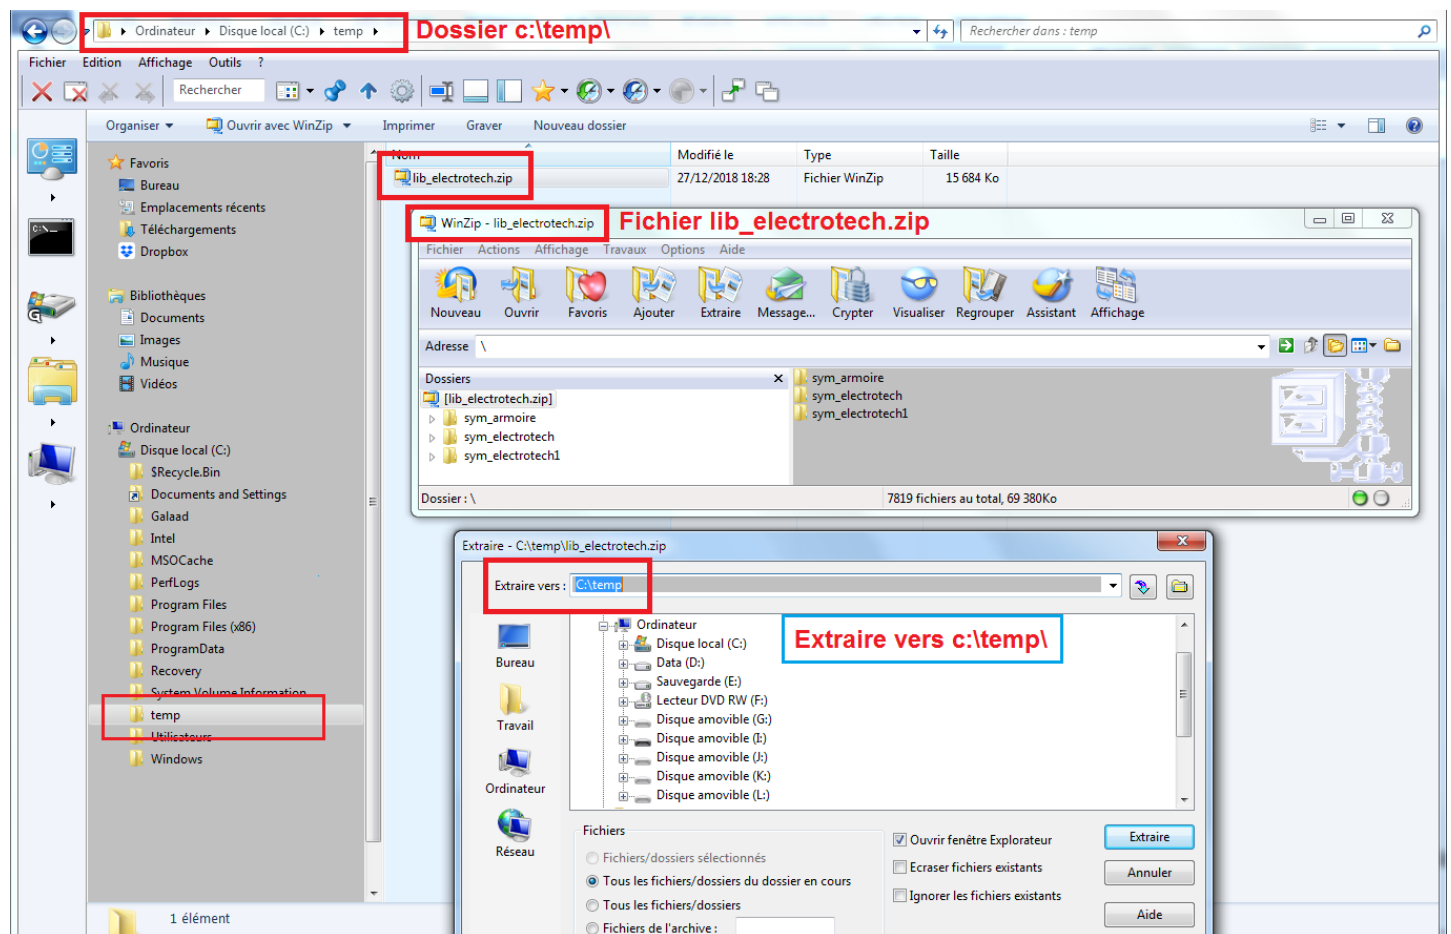 Ordinateur Disque local (C:) temp
Dossier c:\temp\
Rechercher dans : temp
Fichier Edition Affichage Outils ?
Rechercher
Organiser Ouvrir avec WinZip Imprimer Graver Nouveau dossier
Favoris
Bureau
Emplacements récents
Téléchargements
Dropbox
Bibliothèques
Documents
Images
Musique
Vidéos
Ordinateur
Disque local (C:)
$Recycle.Bin
Documents and Settings
Galaad
Intel
MSOCache
PerfLogs
Program Files
Program Files (x86)
ProgramData
Recovery
System Volume Information
temp
Utilisateurs
Windows
1 élément
Nom Modifié le Type Taille
lib_electrotech.zip 27/12/2018 18:28 Fichier WinZip 15 684 Ko
WinZip - lib_electrotech.zip
Fichier lib_electrotech.zip
Fichier Actions Affichage Travaux Options Aide
Nouveau Ouvrir Favoris Ajouter Extraire Message... Crypter Visualiser Regrouper Assistant Affichage
Adresse \
Dossiers
[lib_electrotech.zip]
sym_armoire
sym_electrotech
sym_electrotech1
sym_armoire
sym_electrotech
sym_electrotech1
Dossier : \
7819 fichiers au total, 69 380Ko
Extraire - C:\temp\lib_electrotech.zip
Extraire vers : C:\temp
Extraire vers c:\temp\
Bureau
Travail
Ordinateur
Réseau
Ordinateur
Disque local (C:)
Data (D:)
Sauvegarde (E:)
Lecteur DVD RW (F:)
Disque amovible (G:)
Disque amovible (I:)
Disque amovible (J:)
Disque amovible (K:)
Disque amovible (L:)
Fichiers
Fichiers/dossiers sélectionnés
Tous les fichiers/dossiers du dossier en cours
Tous les fichiers/dossiers
Fichiers de l'archive :
Ouvrir fenêtre Explorateur
Ecraser fichiers existants
Ignorer les fichiers existants
Extraire
Annuler
Aide
C:\
G